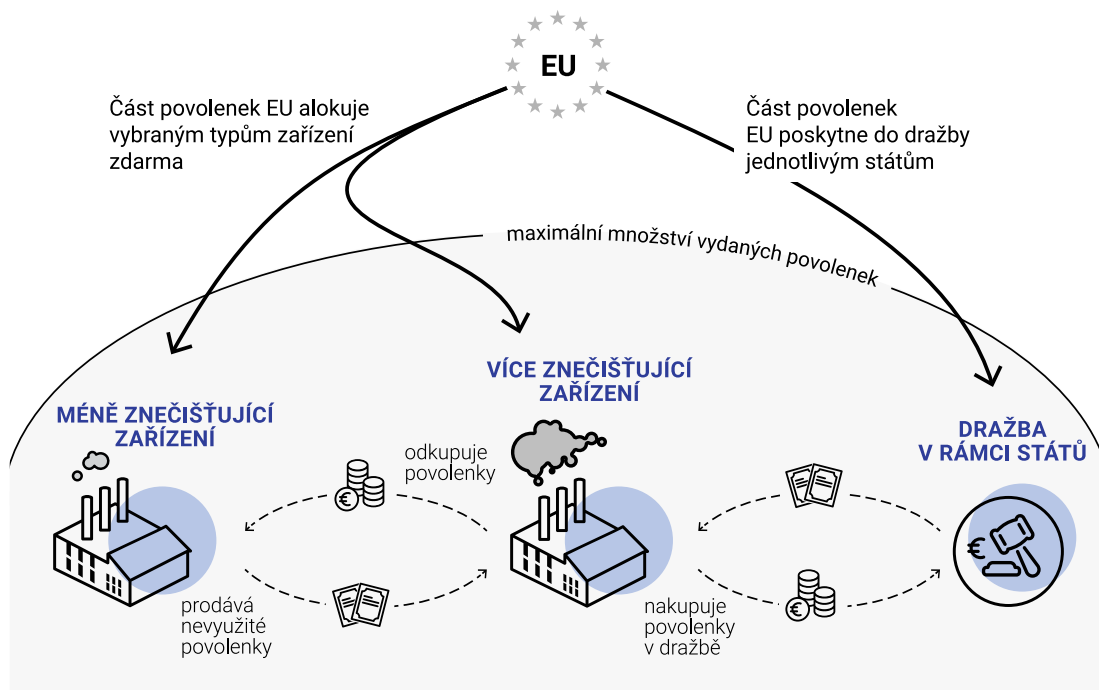 EU
Část povolenek EU alokuje
vybraným typům zařízení
zdarma
Část povolenek
EU poskytne do dražby
jednotlivým státům
maximální množství vydaných povolenek
VÍCE ZNEČIŠŤUJÍCÍ
ZAŘÍZENÍ
MÉNĚ ZNEČIŠŤUJÍCÍ
ZAŘÍZENÍ
DRAŽBA
V RÁMCI STÁTŮ
odkupuje
povolenky
€
€
prodává
nevyužité
povolenky
nakupuje
povolenky
v dražbě
€